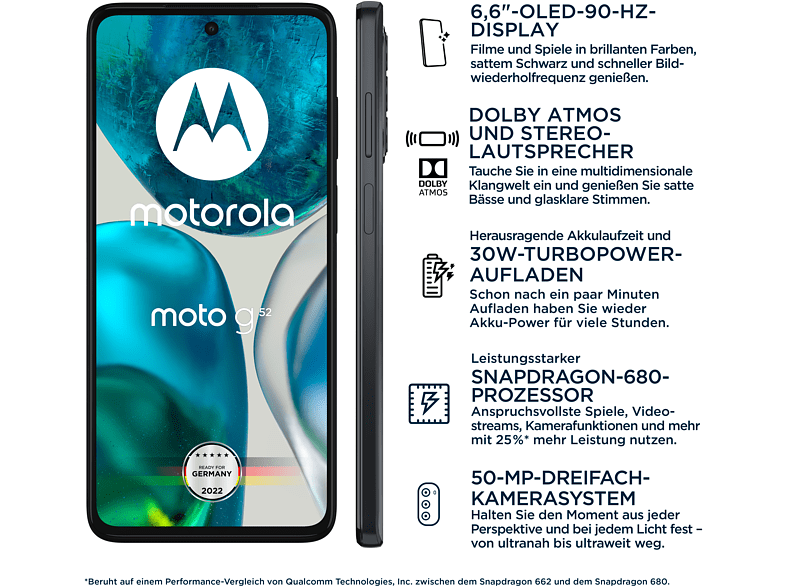 motorola
moto g52
★★★★★
READY FOR
GERMANY
2022
6,6"-OLED-90-HZ-
DISPLAY
Filme und Spiele in brillanten Farben,
sattem Schwarz und schneller Bild-
wiederholfrequenz genießen.
DOLBY ATMOS
UND STEREO-
LAUTSPRECHER
DOLBY
ATMOS
Tauche Sie in eine multidimensionale
Klangwelt ein und genießen Sie satte
Bässe und glasklare Stimmen.
Herausragende Akkulaufzeit und
30W-TURBOPOWER-
AUFLADEN
Schon nach ein paar Minuten
Aufladen haben Sie wieder
Akku-Power für viele Stunden.
Leistungsstarker
SNAPDRAGON-680-
PROZESSOR
Anspruchsvollste Spiele, Video-
streams, Kamerafunktionen und mehr
mit 25%* mehr Leistung nutzen.
50-MP-DREIFACH-
KAMERASYSTEM
Halten Sie den Moment aus jeder
Perspektive und bei jedem Licht fest –
von ultranah bis ultraweit weg.
*Beruht auf einem Performance-Vergleich von Qualcomm Technologies, Inc. zwischen dem Snapdragon 662 und dem Snapdragon 680.